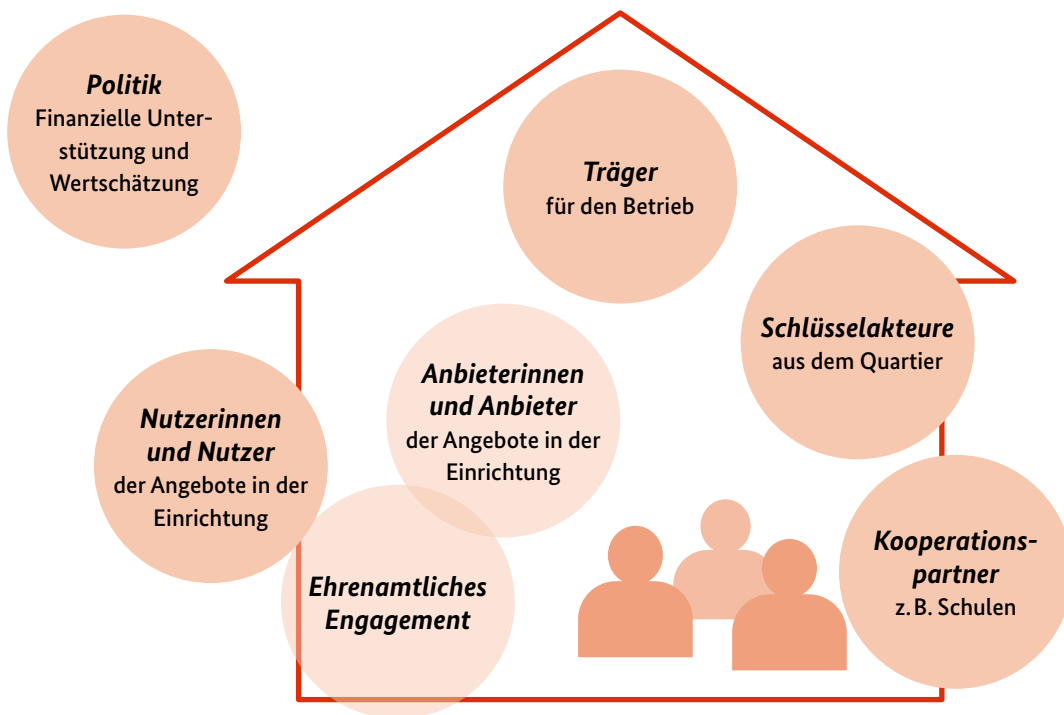 Politik
Finanzielle Unter-
stützung und
Wertschätzung
Träger
für den Betrieb
Schlüsselakteure
aus dem Quartier
Anbieterinnen
und Anbieter
der Angebote in der
Einrichtung
Nutzerinnen
und Nutzer
der Angebote in der
Einrichtung
Kooperations-
partner
z. B. Schulen
Ehrenamtliches
Engagement